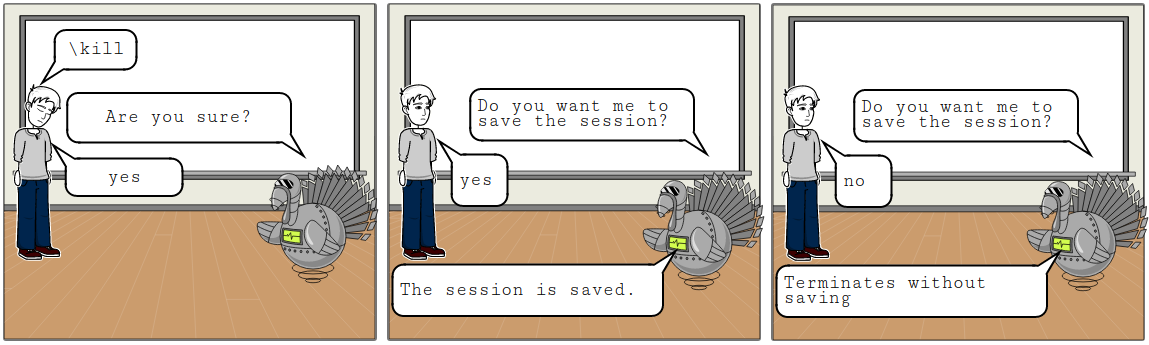 \kill
Are you sure?
yes
Do you want me to
save the session?
yes
The session is saved.
Do you want me to
save the session?
no
Terminates without
saving